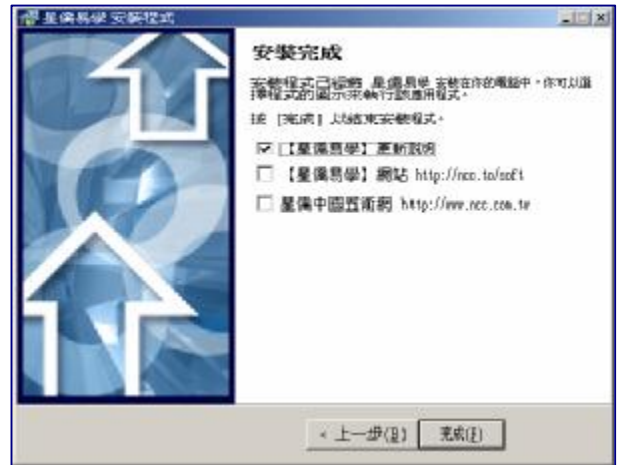 星僑易學 安裝程式
安裝完成
安裝程式已經將 星僑易學 安裝在你的電腦中。你可以選
擇程式的圖示來執行該應用程式。
按 [完成] 以結束安裝程式。
【星僑易學】更新說明
【星僑易學】網站 http://ncc.to/soft
星僑中國五術網 http://www.ncc.com.tw
< 上一步(B)
完成(F)